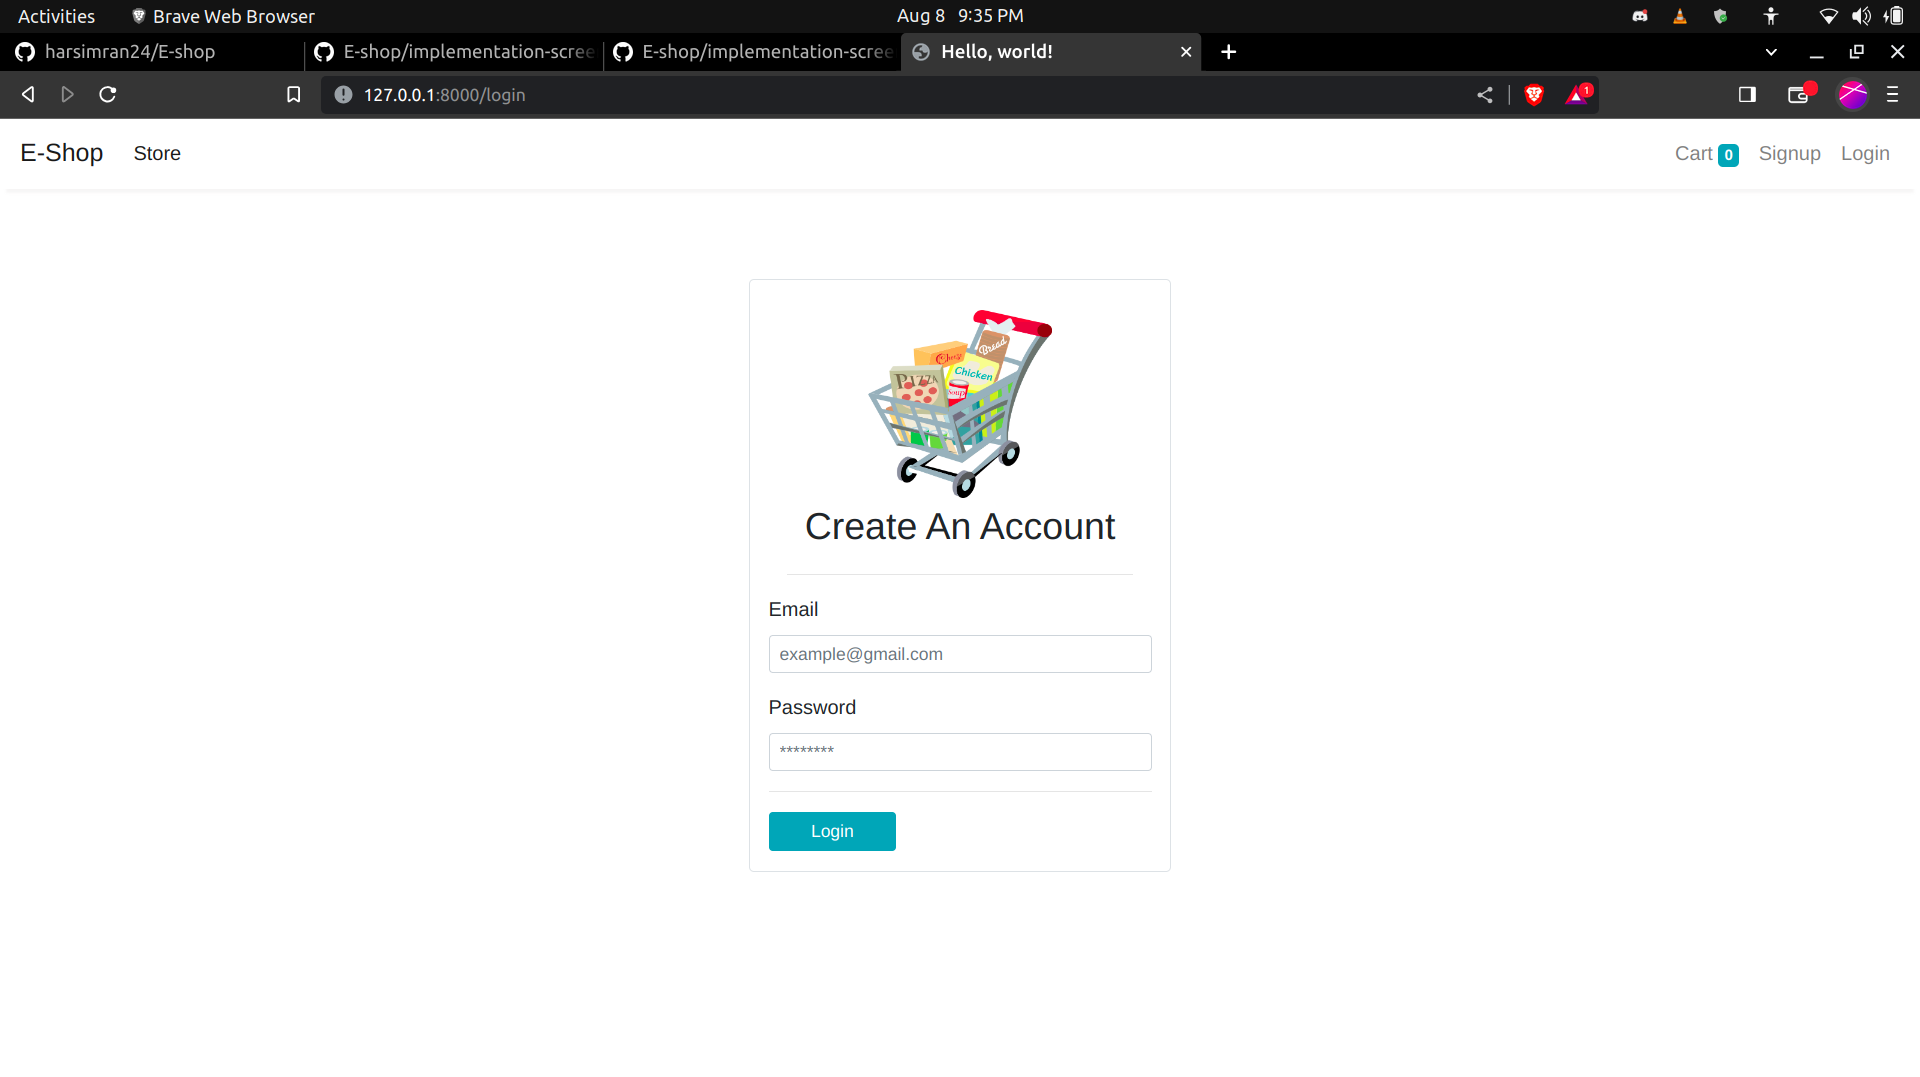 Activities Brave Web Browser Aug 8 9:35 PM
harsimran24/E-shop E-shop/implementation-scree E-shop/implementation-scree Hello, world!
127.0.0.1:8000/login 1
E-Shop Store Cart 0 Signup Login
Bread
Cheese
Chicken
PIZZA
Soup
Create An Account
Email
example@gmail.com
Password
********
Login